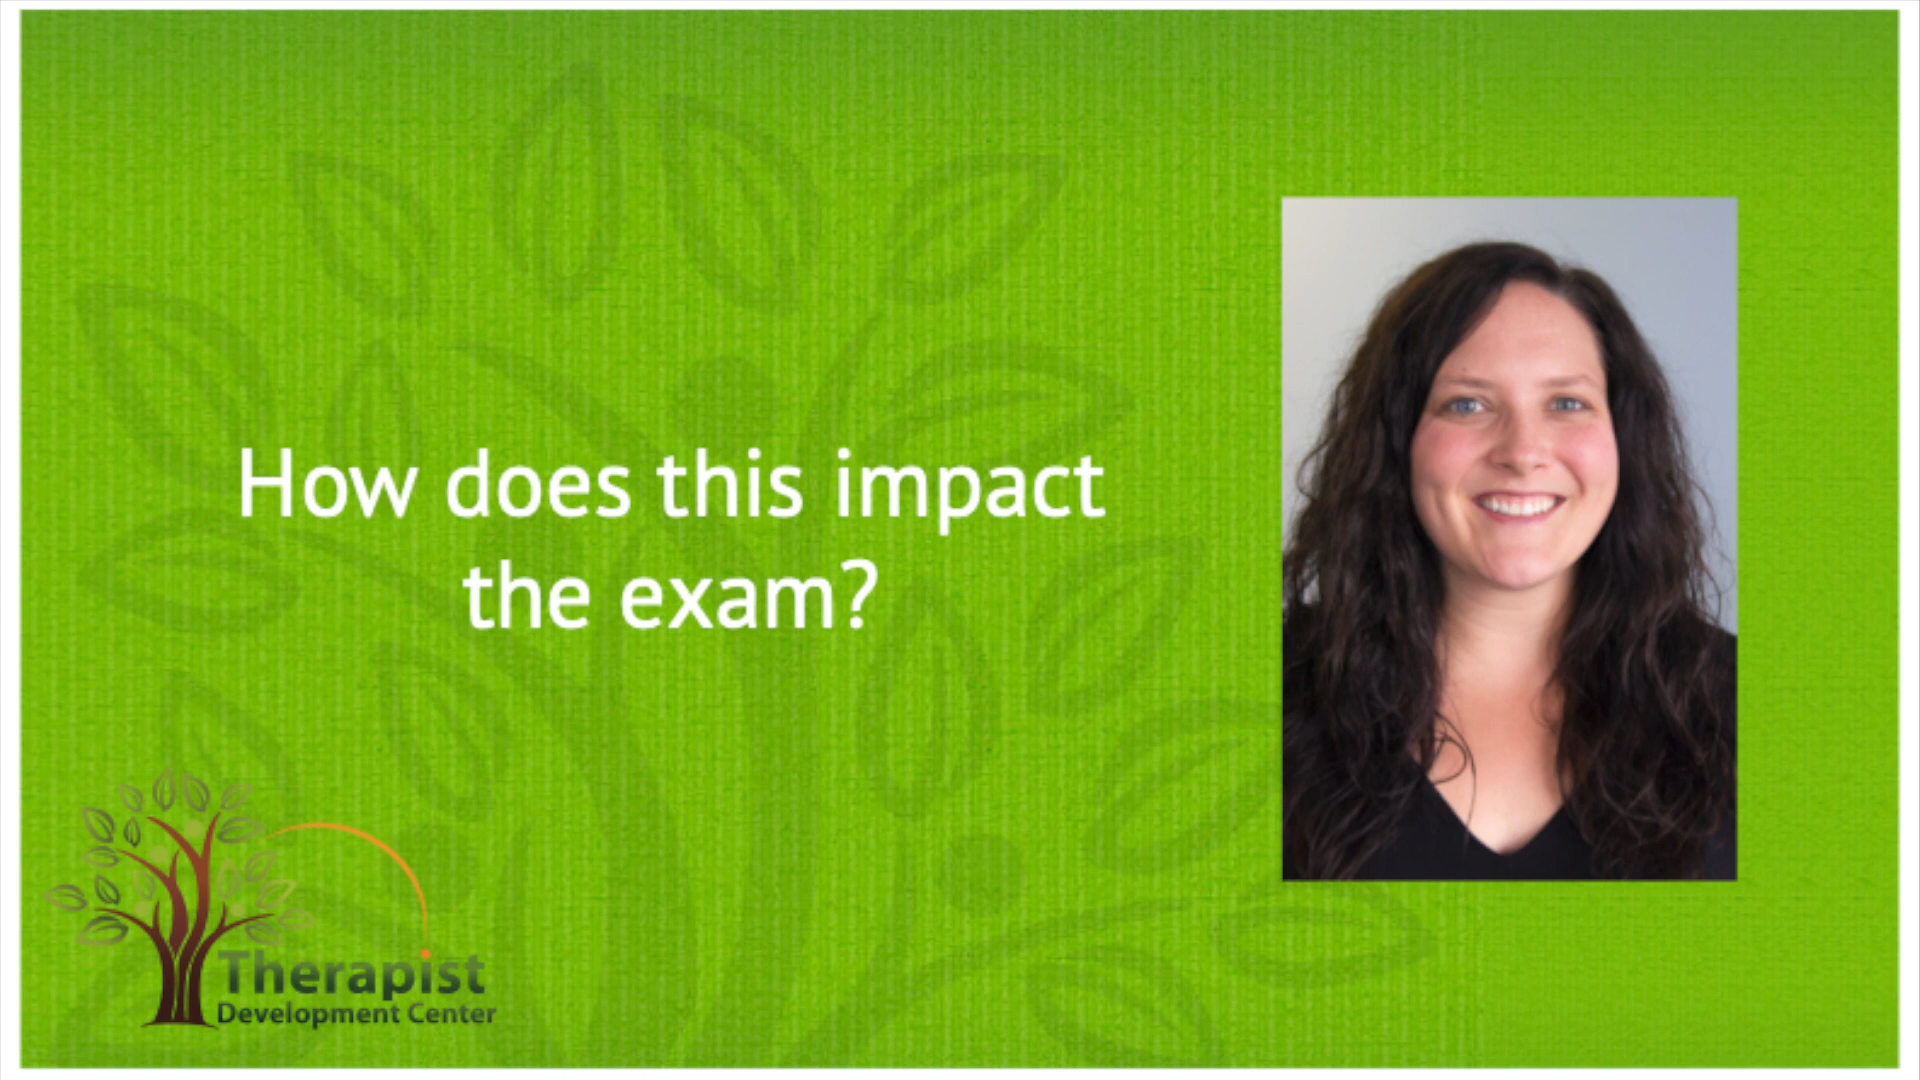 How does this impact
the exam?
Therapist
Development Center